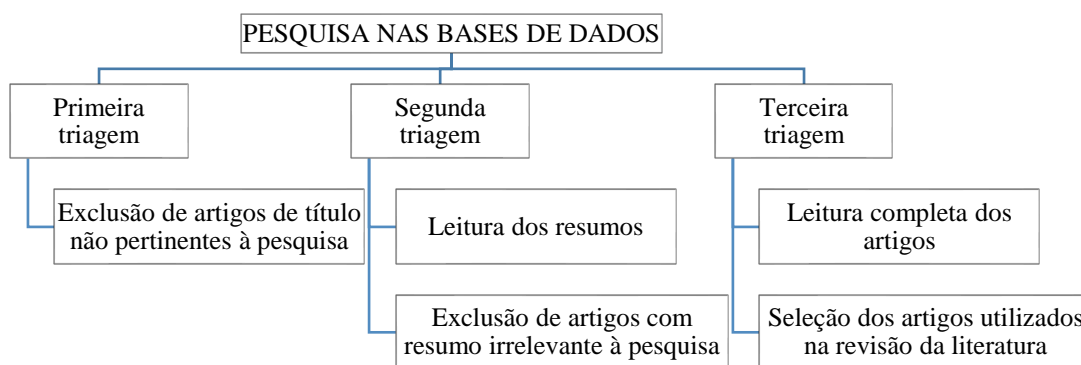 PESQUISA NAS BASES DE DADOS
Primeira
triagem
Exclusão de artigos de título
não pertinentes à pesquisa
Segunda
triagem
Leitura dos resumos
Exclusão de artigos com
resumo irrelevante à pesquisa
Terceira
triagem
Leitura completa dos
artigos
Seleção dos artigos utilizados
na revisão da literatura